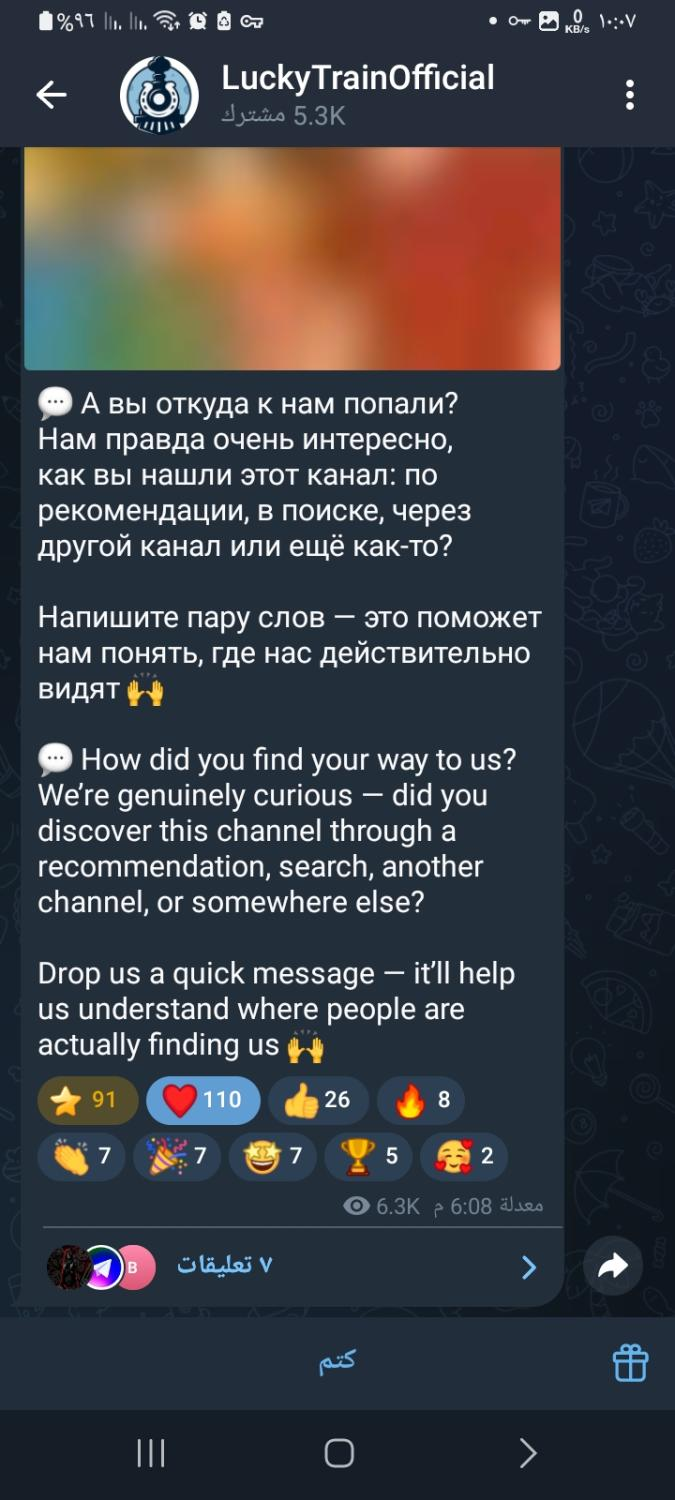 %٩٦
0
KB/s
١٠:٠٧
LuckyTrainOfficial
5.3K مشترك
💬 А вы откуда к нам попали?
Нам правда очень интересно,
как вы нашли этот канал: по
рекомендации, в поиске, через
другой канал или ещё как-то?
Напишите пару слов — это поможет
нам понять, где нас действительно
видят 🙌
💬 How did you find your way to us?
We’re genuinely curious — did you
discover this channel through a
recommendation, search, another
channel, or somewhere else?
Drop us a quick message — it’ll help
us understand where people are
actually finding us 🙌
⭐ 91 ❤️ 110 👍 26 🔥 8
👏 7 🎉 7 🤩 7 🏆 5 🥰 2
6.3K معدلة 6:08 م
B
٧ تعليقات
كتم